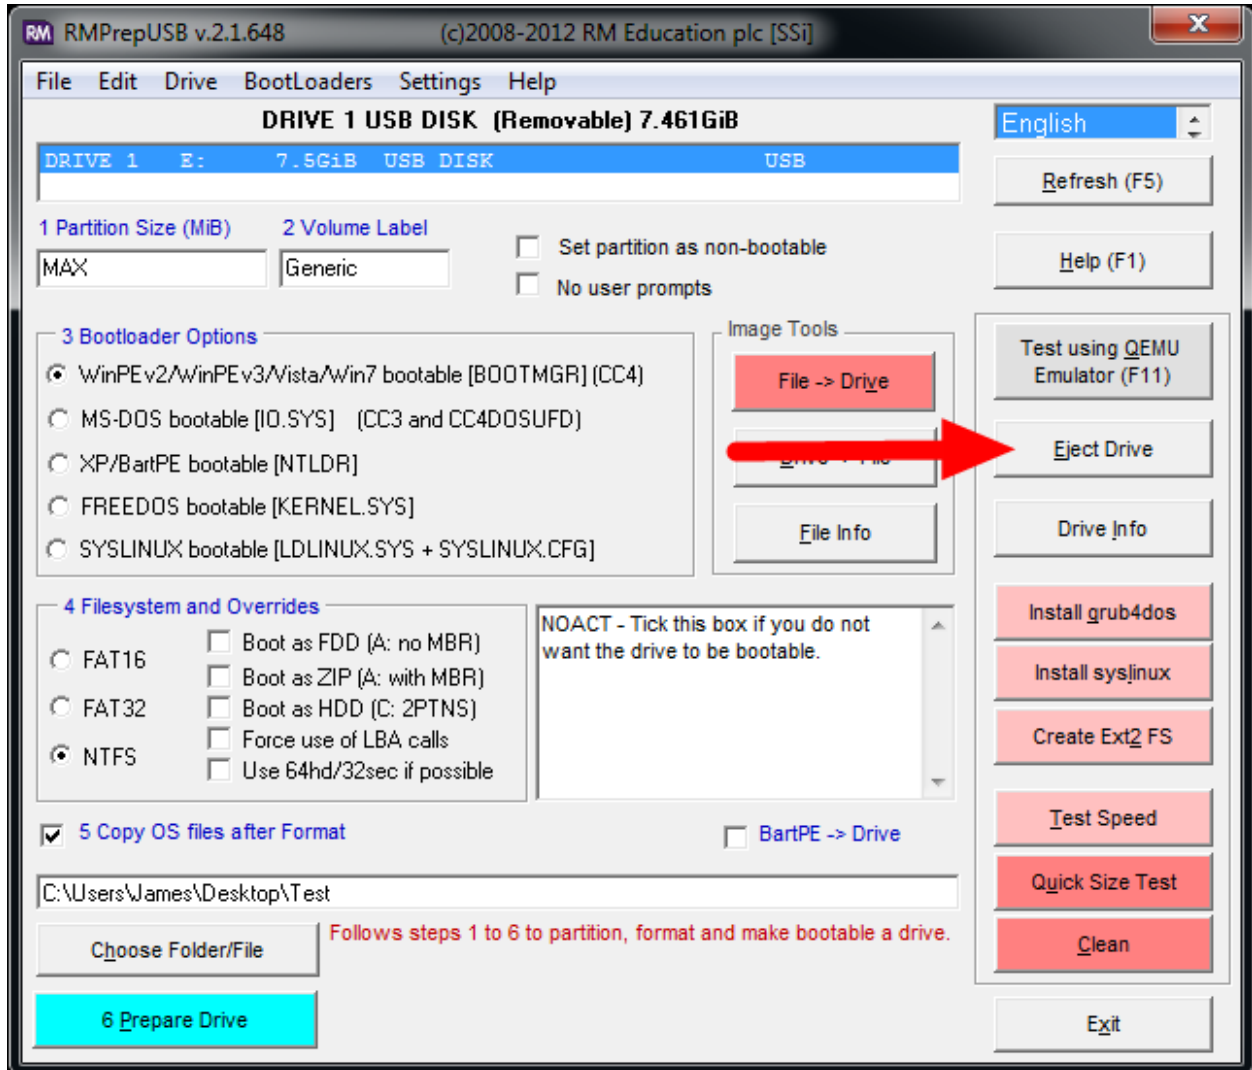 RM RMPrepUSB v.2.1.648 (c)2008-2012 RM Education plc [SSi] X
File Edit Drive BootLoaders Settings Help
DRIVE 1 USB DISK (Removable) 7.461GiB
English
DRIVE 1 E: 7.5GiB USB DISK USB
Refresh (F5)
1 Partition Size (MiB) 2 Volume Label
MAX
Generic
Set partition as non-bootable
No user prompts
Help (F1)
3 Bootloader Options
WinPEv2/WinPEv3/Vista/Win7 bootable [BOOTMGR] (CC4)
MS-DOS bootable [IO.SYS] (CC3 and CC4DOSUFD)
XP/BartPE bootable [NTLDR]
FREEDOS bootable [KERNEL.SYS]
SYSLINUX bootable [LDLINUX.SYS + SYSLINUX.CFG]
Image Tools
File -> Drive
File Info
Test using QEMU
Emulator (F11)
Eject Drive
Drive Info
4 Filesystem and Overrides
FAT16
FAT32
NTFS
Boot as FDD (A: no MBR)
Boot as ZIP (A: with MBR)
Boot as HDD (C: 2PTNS)
Force use of LBA calls
Use 64hd/32sec if possible
NOACT - Tick this box if you do not
want the drive to be bootable.
Install grub4dos
Install syslinux
Create Ext2 FS
Test Speed
Quick Size Test
Clean
5 Copy OS files after Format
BartPE -> Drive
C:\Users\James\Desktop\Test
Choose Folder/File
Follows steps 1 to 6 to partition, format and make bootable a drive.
6 Prepare Drive
Exit